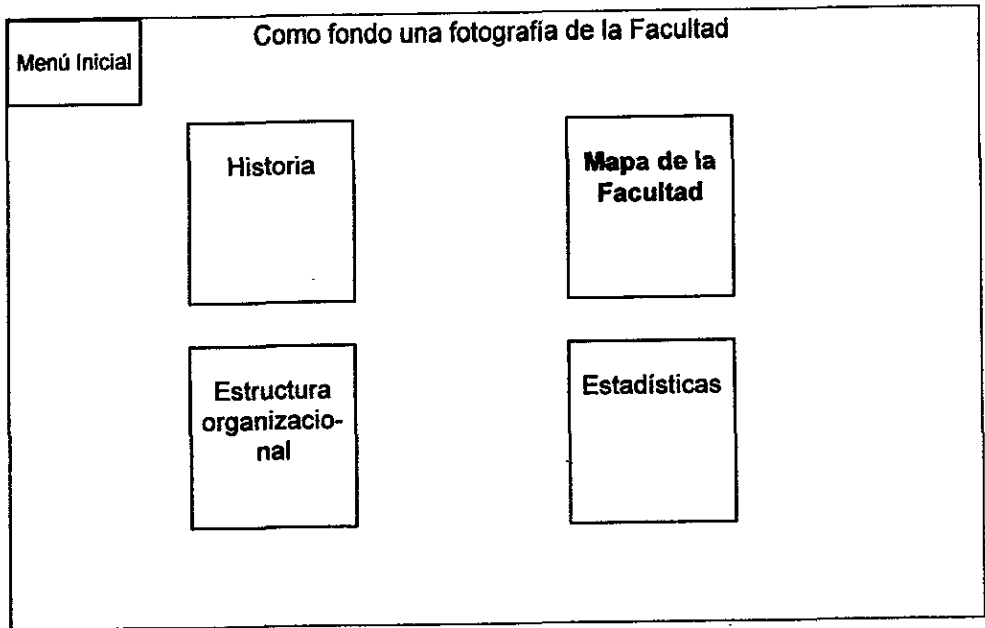 Como fondo una fotografía de la Facultad
Menú Inicial
Historia
Mapa de la
Facultad
Estructura
organizacio-
nal
Estadísticas